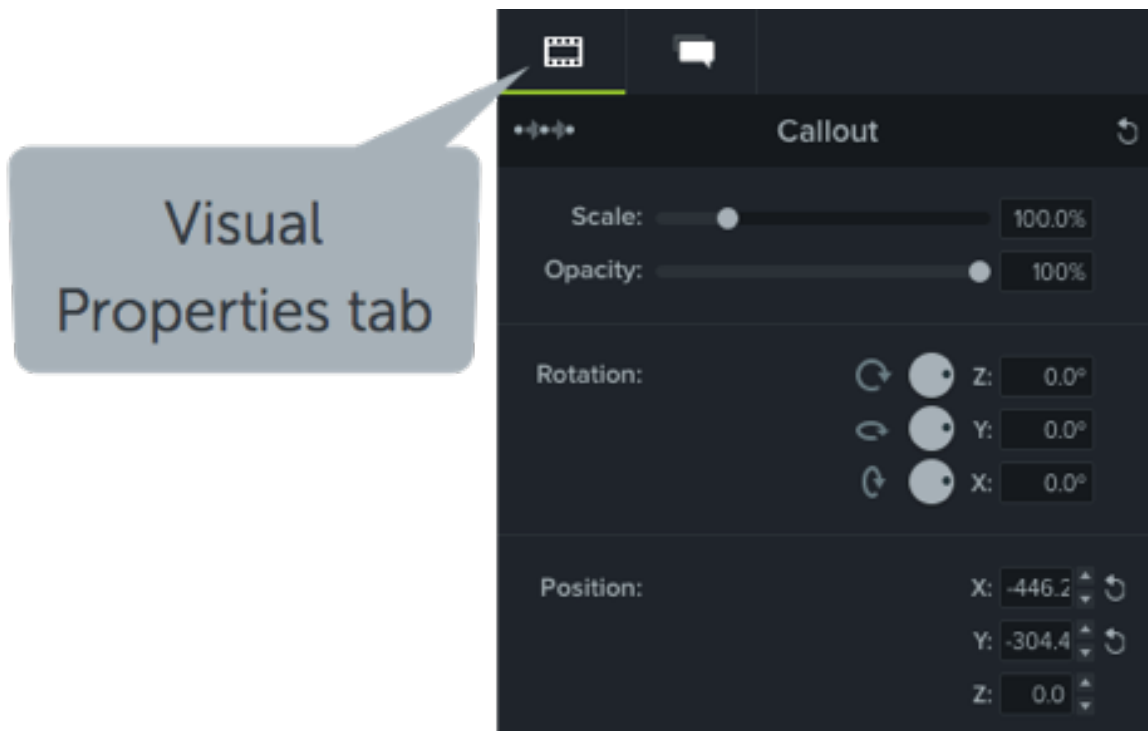 Visual
Properties tab
Callout
Scale: 100.0%
Opacity: 100%
Rotation: Z: 0.0°
Y: 0.0°
X: 0.0°
Position: X: -446.2
Y: -304.4
Z: 0.0